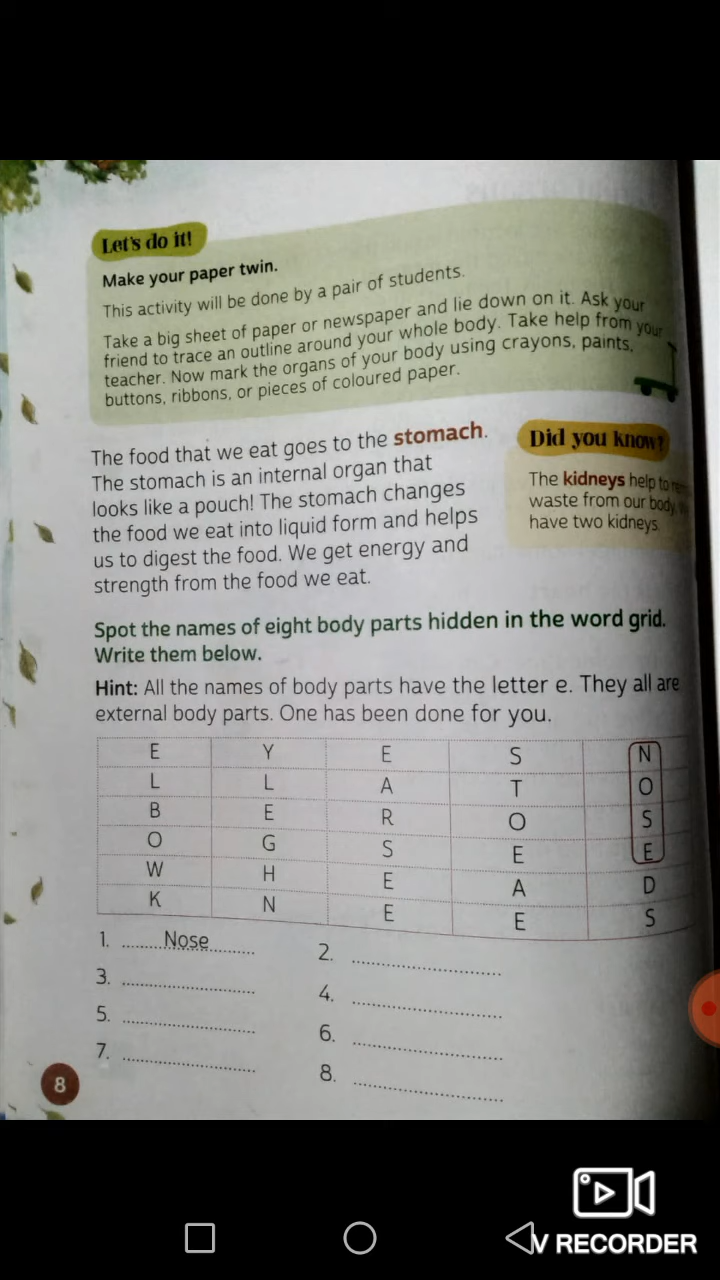 Let's do it!
Make your paper twin.
This activity will be done by a pair of students.
Take a big sheet of paper or newspaper and lie down on it. Ask your
friend to trace an outline around your whole body. Take help from your
teacher. Now mark the organs of your body using crayons, paints,
buttons, ribbons, or pieces of coloured paper.
The food that we eat goes to the stomach.
The stomach is an internal organ that
looks like a pouch! The stomach changes
the food we eat into liquid form and helps
us to digest the food. We get energy and
strength from the food we eat.
Did you know?
The kidneys help to
waste from our body.
have two kidneys
Spot the names of eight body parts hidden in the word grid.
Write them below.
Hint: All the names of body parts have the letter e. They all are
external body parts. One has been done for you.
E Y E S N
L L A T O
B E R O S
O G S E E
W H E A D
K N E E S
1. ........Nose........ 2. ........................
3. ........................ 4. ........................
5. ........................ 6. ........................
7. ........................ 8. ........................
8
V RECORDER